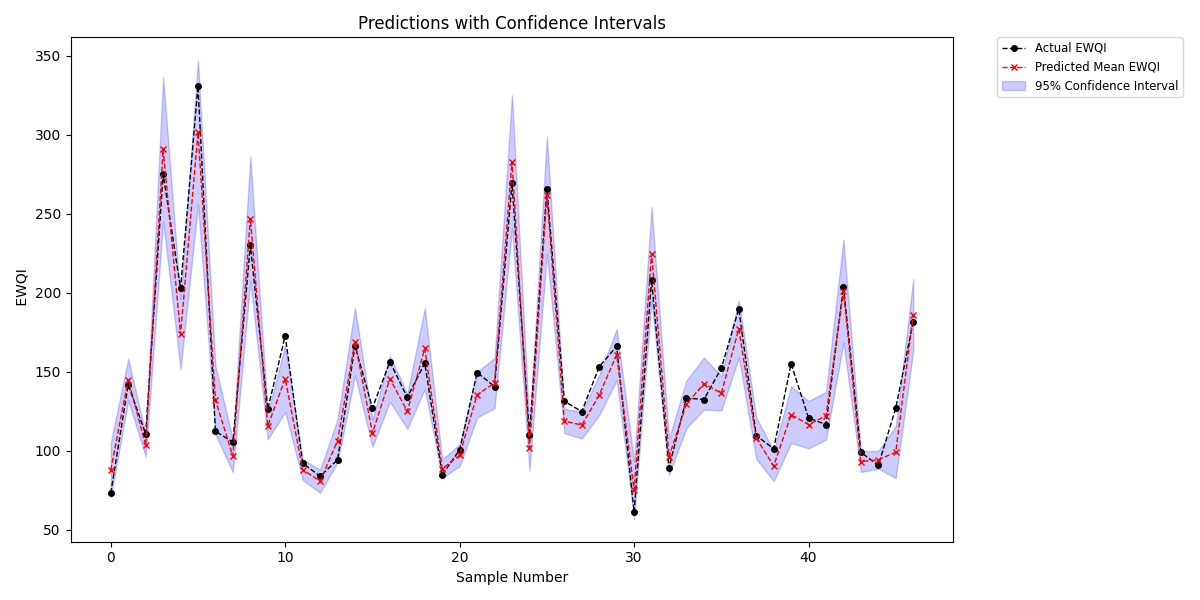 Predictions with Confidence Intervals
Actual EWQI
Predicted Mean EWQI
95% Confidence Interval
350
300
250
200
150
100
50
EWQI
0
10
20
30
40
Sample Number